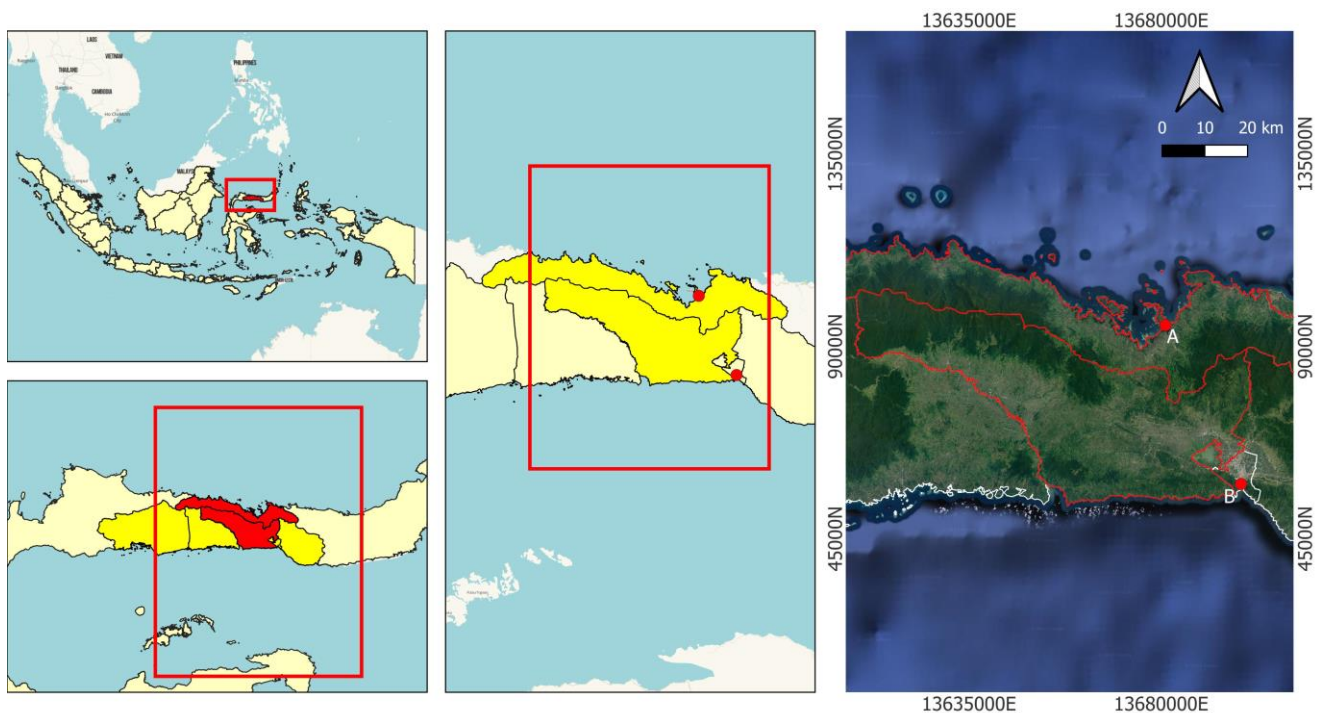 LAOS
VIETNAM
THAILAND
CAMBODIA
PHILIPPINES
MALAYSIA
13635000E 13680000E
0 10 20 km
135000N 135000N
90000N 90000N
45000N 45000N
A
B
13635000E 13680000E